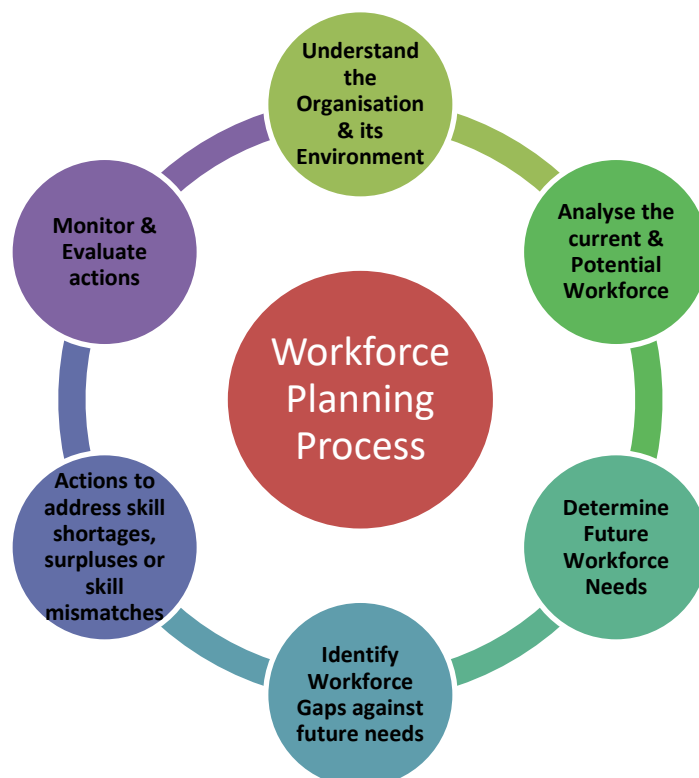 Understand
the
Organisation
& its
Environment
Analyse the
current &
Potential
Workforce
Determine
Future
Workforce
Needs
Identify
Workforce
Gaps against
future needs
Actions to
address skill
shortages,
surpluses or
skill
mismatches
Monitor &
Evaluate
actions
Workforce
Planning
Process